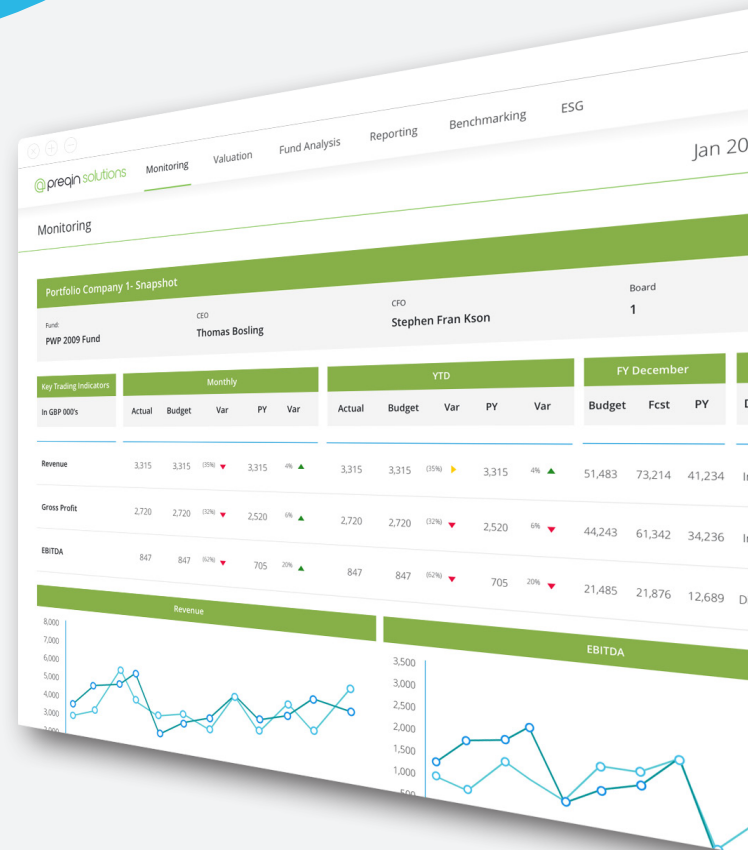 preqin solutions Monitoring Valuation Fund Analysis Reporting Benchmarking ESG
Jan 20
Monitoring
Portfolio Company 1- Snapshot
Fund: CEO CFO Board
PWP 2009 Fund Thomas Bosling Stephen Fran Kson 1
Key Trading Indicators Monthly YTD FY December
In GBP 000's Actual Budget Var PY Var Actual Budget Var PY Var Budget Fcst PY
Revenue 3,315 3,315 (35%) 3,315 4% 3,315 3,315 (35%) 3,315 4% 51,483 73,214 41,234
Gross Profit 2,720 2,720 (32%) 2,520 6% 2,720 2,720 (32%) 2,520 6% 44,243 61,342 34,236
EBITDA 847 847 (62%) 705 20% 847 847 (62%) 705 20% 21,485 21,876 12,689
Revenue
8,000
7,000
6,000
5,000
4,000
3,000
EBITDA
3,500
3,000
2,500
2,000
1,500
1,000
500